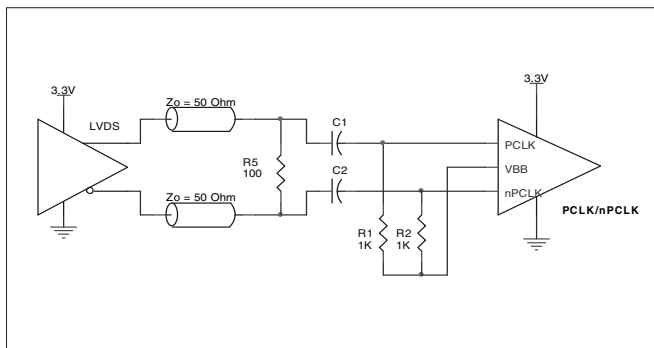 3.3V
LVDS
Zo = 50 Ohm
Zo = 50 Ohm
R5
100
C1
C2
R1
1K
R2
1K
3.3V
PCLK
VBB
nPCLK
PCLK/nPCLK